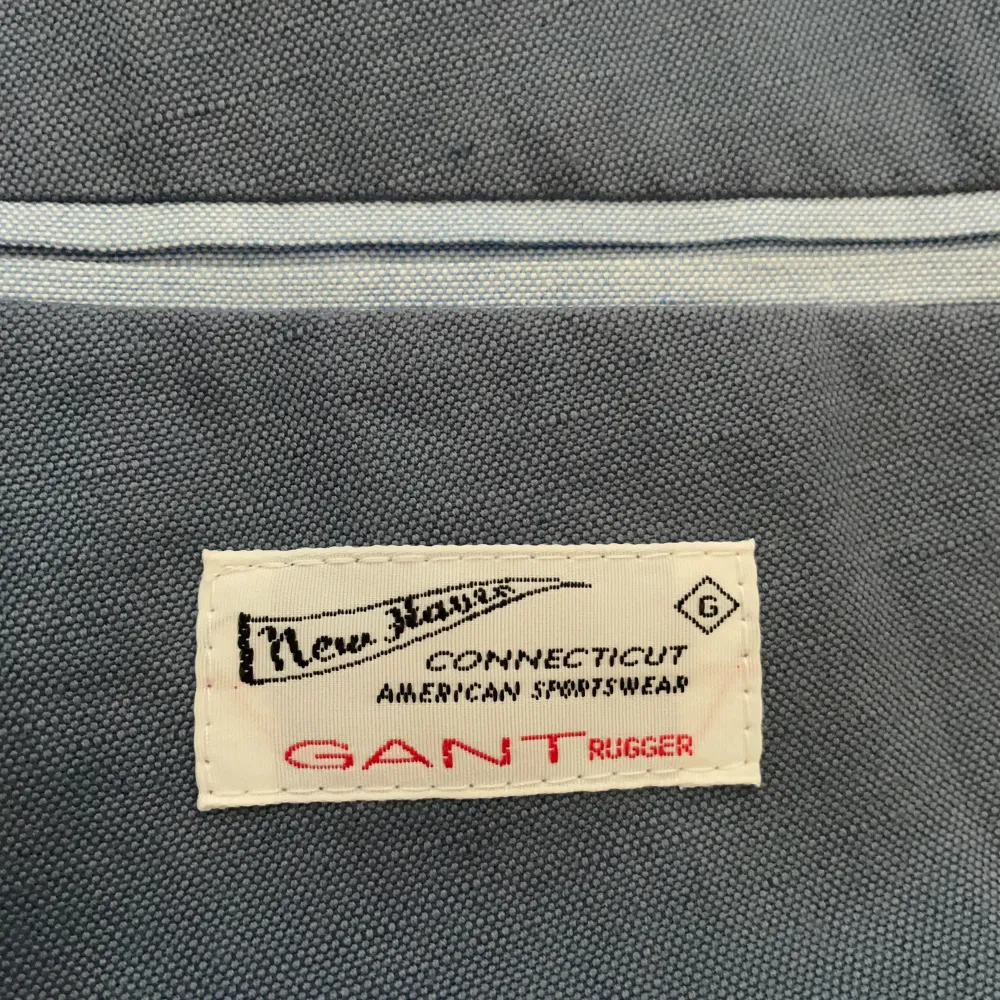 New Haven
G
CONNECTICUT
AMERICAN SPORTSWEAR
GANT RUGGER